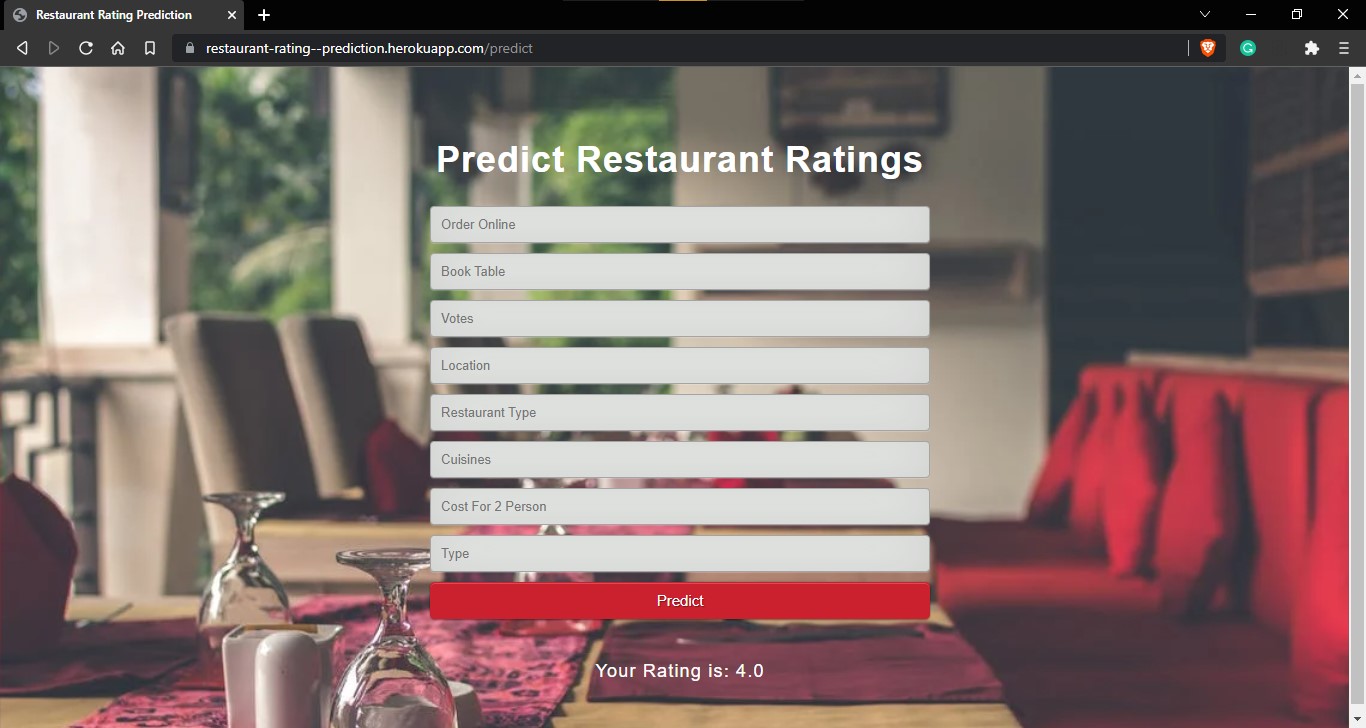 Restaurant Rating Prediction
restaurant-rating--prediction.herokuapp.com/predict
Predict Restaurant Ratings
Order Online
Book Table
Votes
Location
Restaurant Type
Cuisines
Cost For 2 Person
Type
Predict
Your Rating is: 4.0